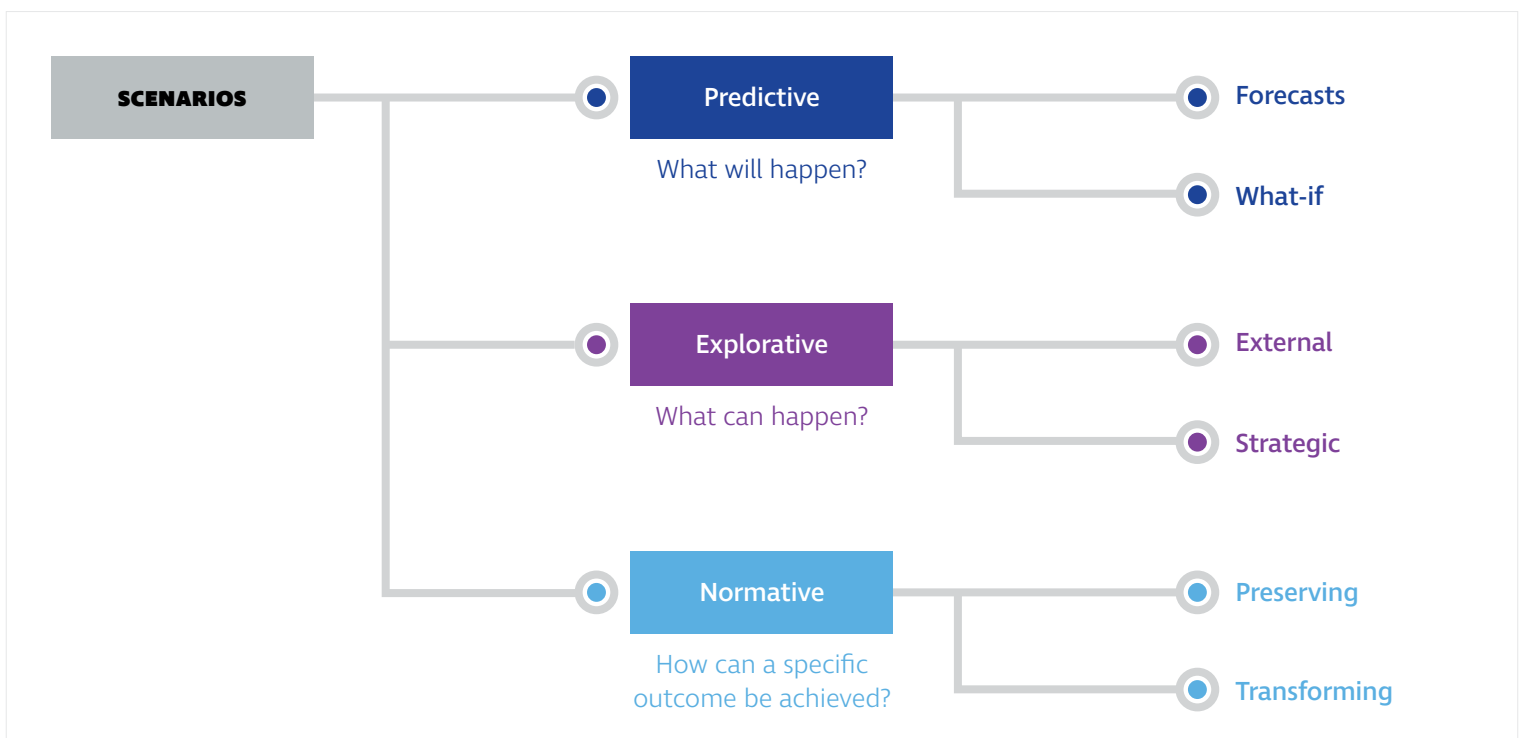 SCENARIOS
Predictive
What will happen?
Forecasts
What-if
Explorative
What can happen?
External
Strategic
Normative
How can a specific
outcome be achieved?
Preserving
Transforming